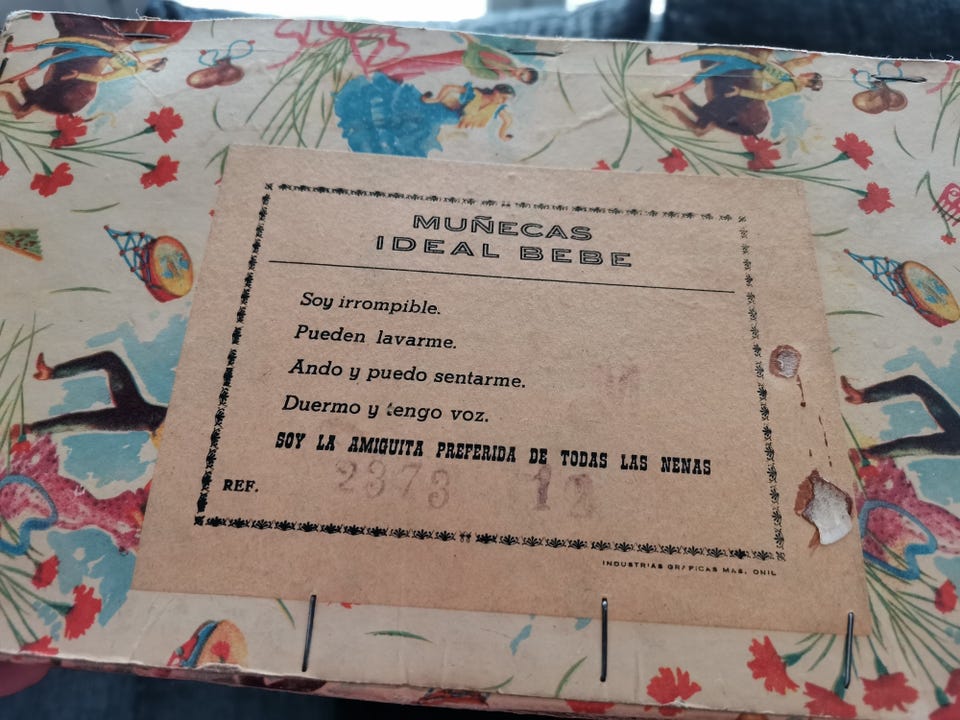 MUÑECAS
IDEAL BEBE
Soy irrompible.
Pueden lavarme.
Ando y puedo sentarme.
Duermo y tengo voz.
SOY LA AMIGUITA PREFERIDA DE TODAS LAS NENAS
REF. 2373 12
INDUSTRIAS GRAFICAS MAS. ONIL